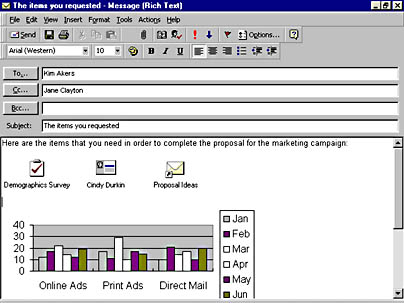 The items you requested - Message (Rich Text)
File Edit View Insert Format Tools Actions Help
Send Options...
Arial (Western) 10 A B I U
To... Kim Akers
Cc... Jane Clayton
Bcc...
Subject: The items you requested
Here are the items that you need in order to complete the proposal for the marketing campaign:
Demographics Survey Cindy Durkin Proposal Ideas
40
30
20
10
0
Online Ads Print Ads Direct Mail
Jan
Feb
Mar
Apr
May
Jun